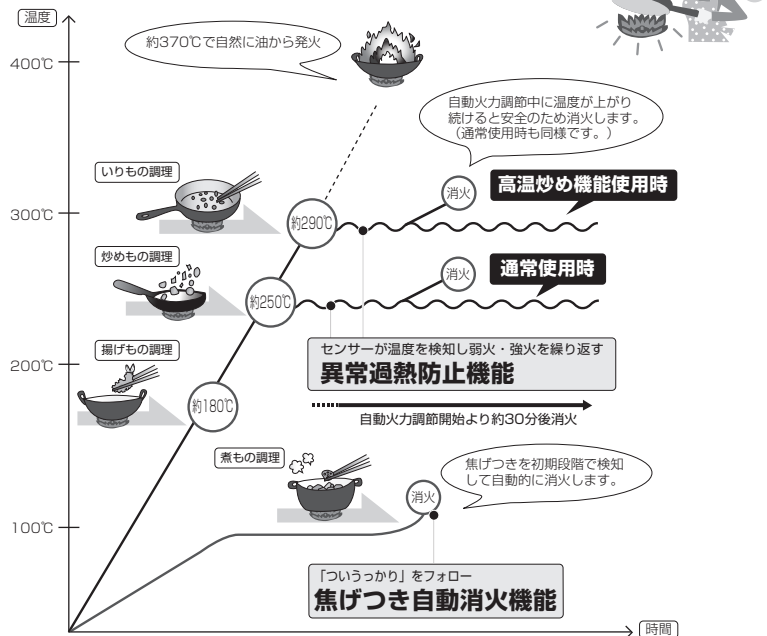 温度
約370℃で自然に油から発火
400℃
自動火力調節中に温度が上がり
続けると安全のため消火します。
（通常使用時も同様です。）
いりもの調理
消火
高温炒め機能使用時
300℃
約290℃
炒めもの調理
消火
通常使用時
約250℃
揚げもの調理
センサーが温度を検知し弱火・強火を繰り返す
異常過熱防止機能
200℃
約180℃
自動火力調節開始より約30分後消火
煮もの調理
焦げつきを初期段階で検知
して自動的に消火します。
消火
100℃
「ついうっかり」をフォロー
焦げつき自動消火機能
時間